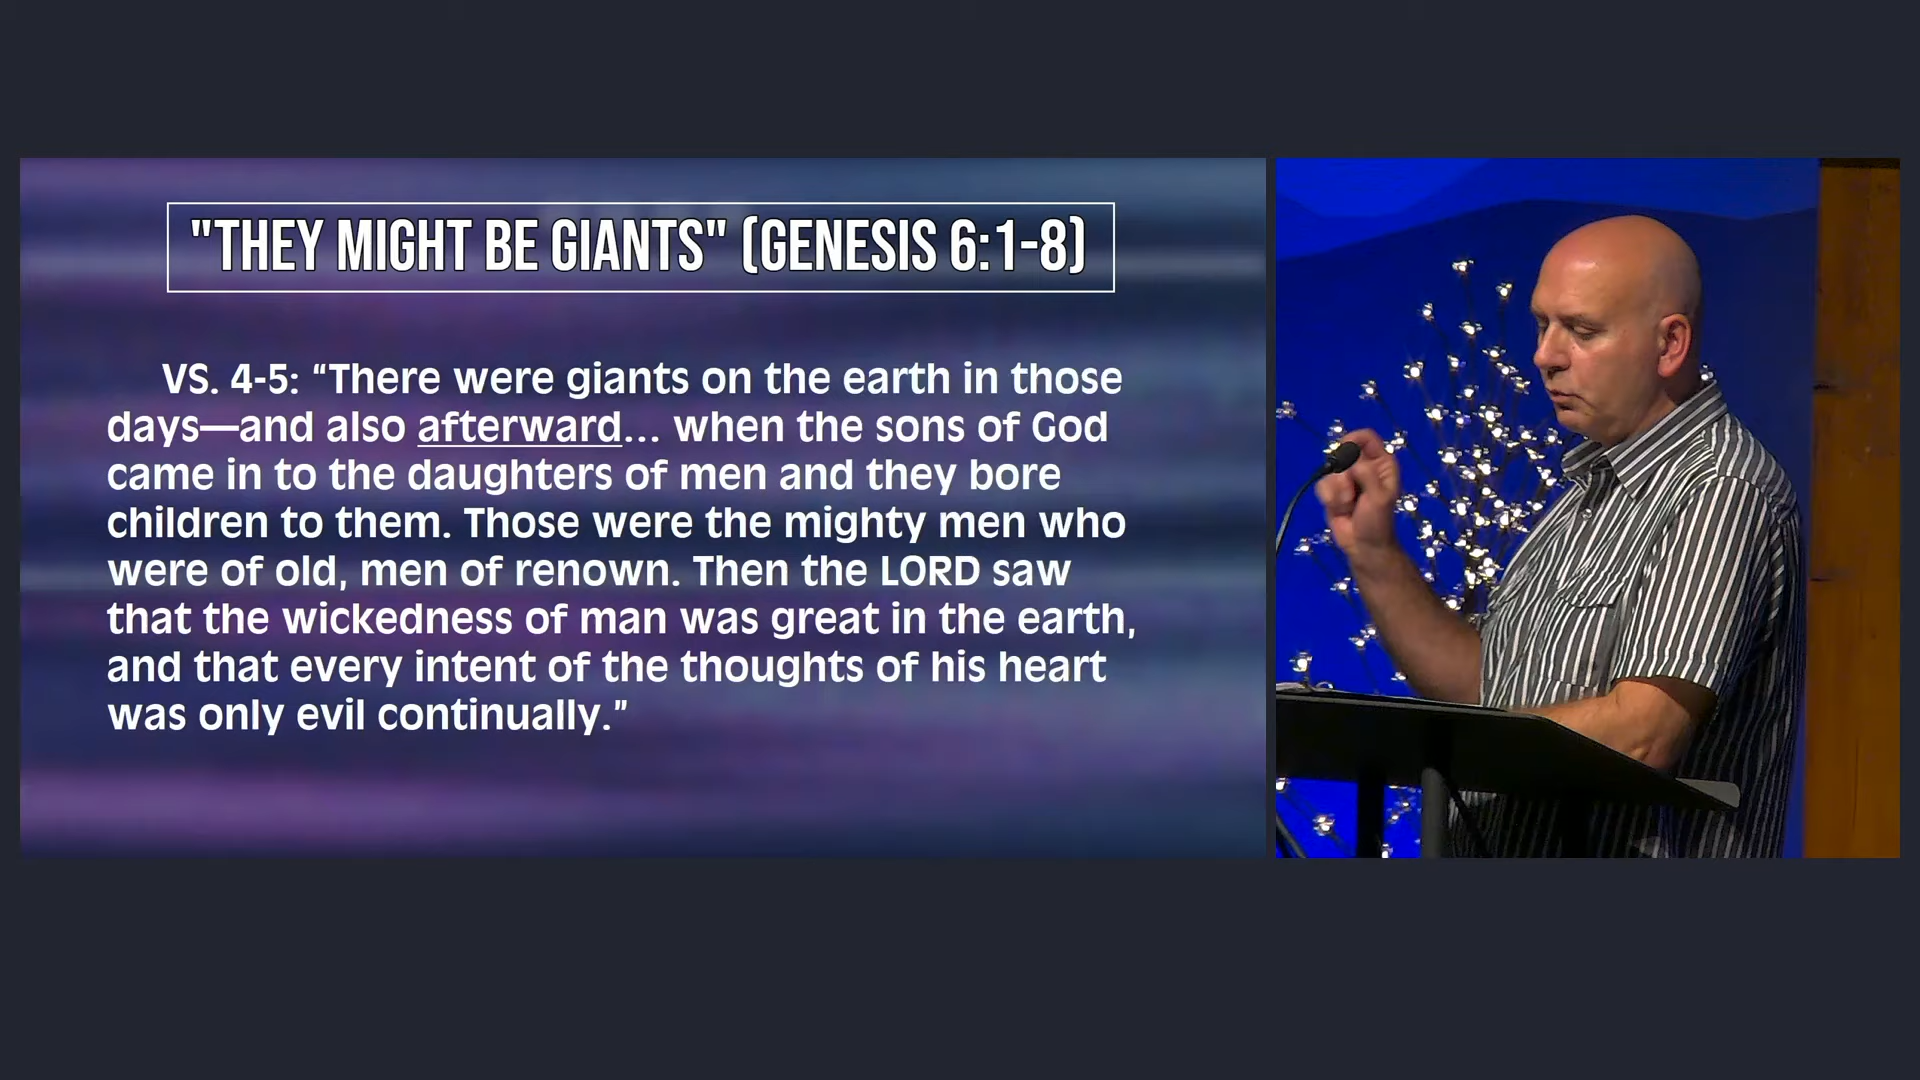 "THEY MIGHT BE GIANTS" (GENESIS 6:1-8)
VS. 4-5: “There were giants on the earth in those
days—and also afterward… when the sons of God
came in to the daughters of men and they bore
children to them. Those were the mighty men who
were of old, men of renown. Then the LORD saw
that the wickedness of man was great in the earth,
and that every intent of the thoughts of his heart
was only evil continually.”